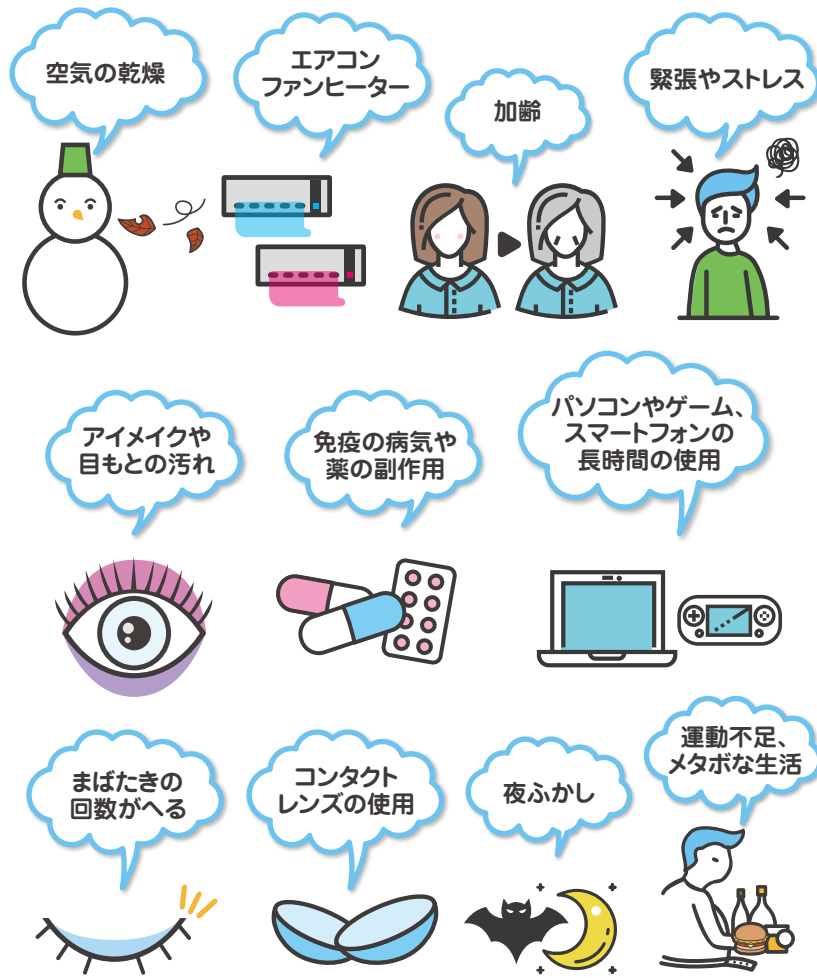 空気の乾燥
エアコン
ファンヒーター
加齢
緊張やストレス
アイメイクや
目もとの汚れ
免疫の病気や
薬の副作用
パソコンやゲーム、
スマートフォンの
長時間の使用
まばたきの
回数がへる
コンタクト
レンズの使用
夜ふかし
運動不足、
メタボな生活